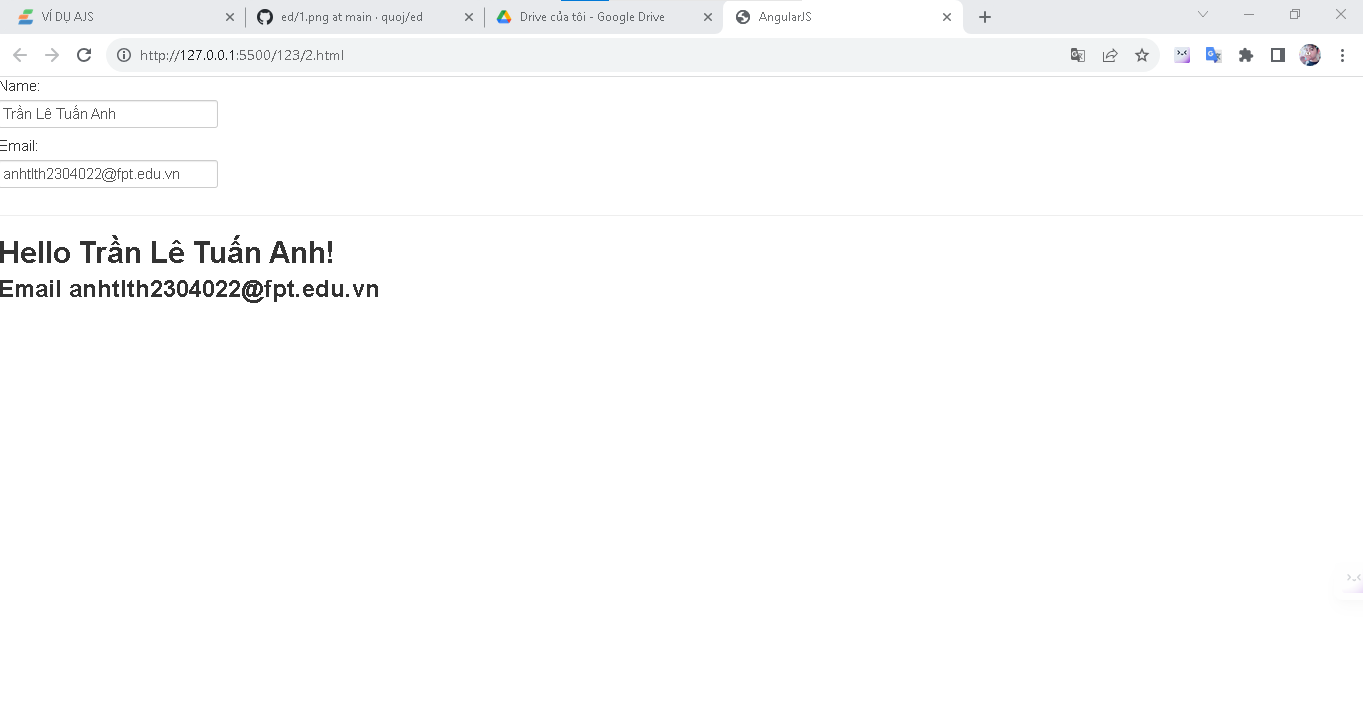 VÍ DỤ AJS
ed/1.png at main · quoj/ed
Drive của tôi - Google Drive
AngularJS
http://127.0.0.1:5500/123/2.html
Name:
Trần Lê Tuấn Anh
Email:
anhtlth2304022@fpt.edu.vn
Hello Trần Lê Tuấn Anh!
Email anhtlth2304022@fpt.edu.vn